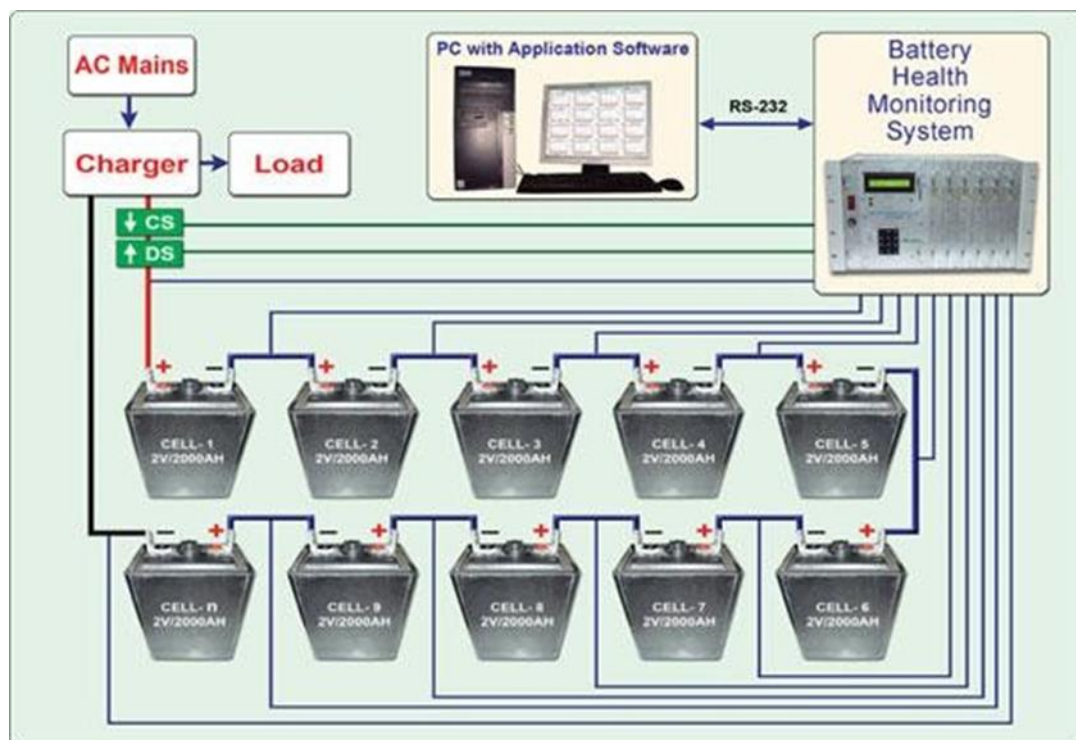 AC Mains
Charger
Load
PC with Application Software
RS-232
Battery
Health
Monitoring
System
↓ CS
↑ DS
+ −
+ −
+ −
+ −
+ −
CELL- 1
2V/2000AH
CELL- 2
2V/2000AH
CELL- 3
2V/2000AH
CELL- 4
2V/2000AH
CELL- 5
2V/2000AH
− +
− +
− +
− +
− +
CELL- n
2V/2000AH
CELL- 9
2V/2000AH
CELL- 8
2V/2000AH
CELL- 7
2V/2000AH
CELL- 6
2V/2000AH